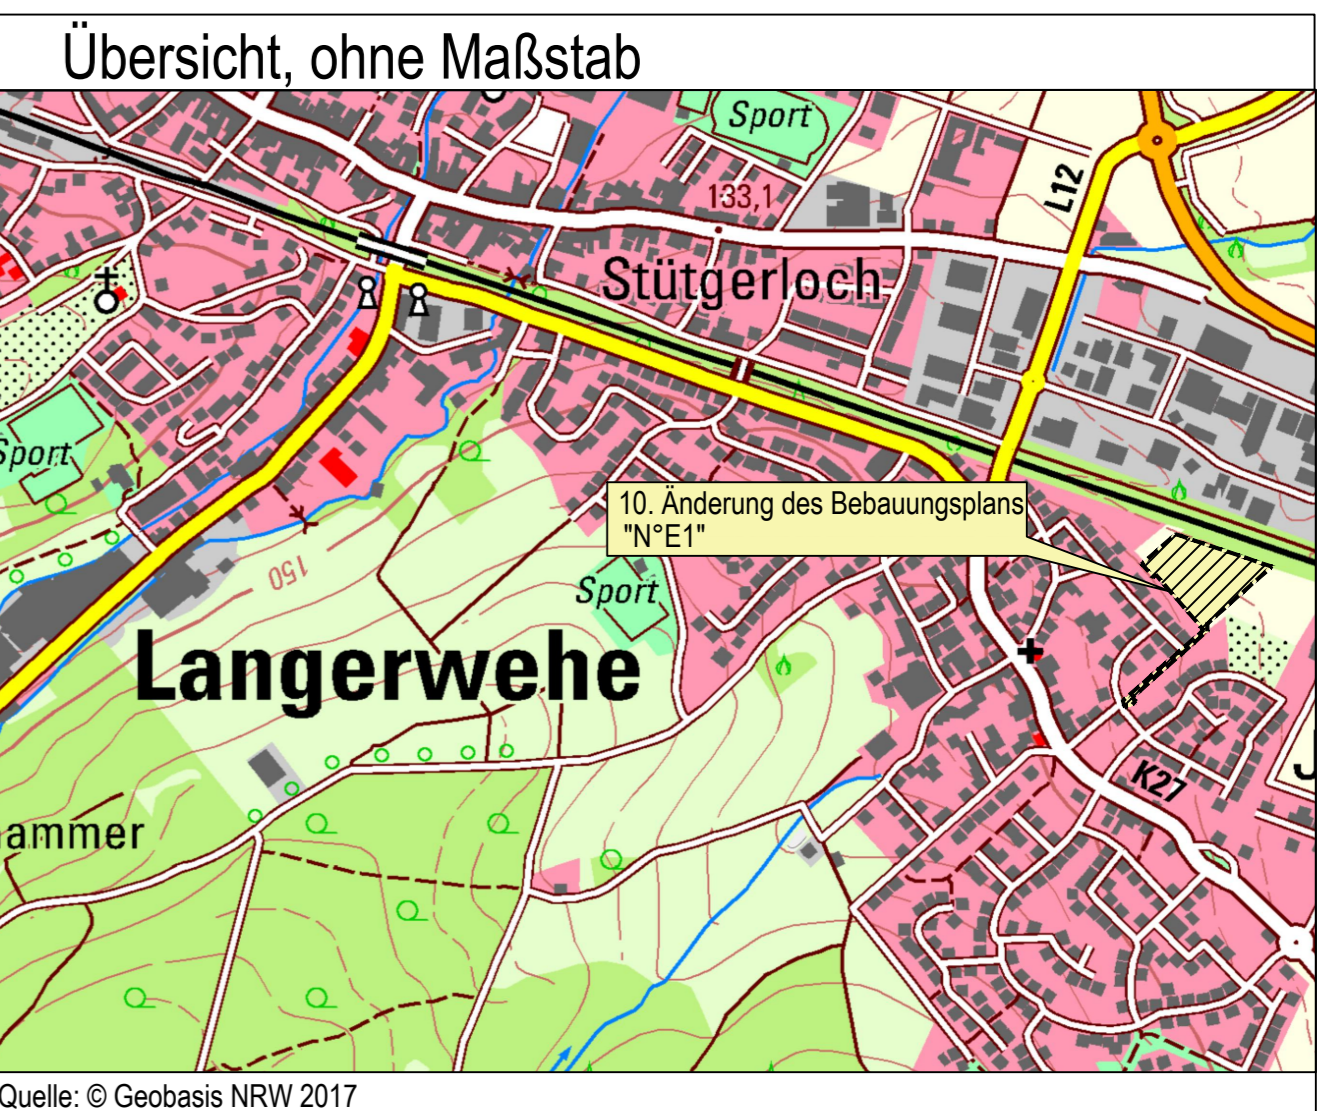 Übersicht, ohne Maßstab
Sport
133,1
L12
Stütgerloch
Sport
10. Änderung des Bebauungsplans
"N°E1"
150
Sport
Langerwehe
K27
ammer
J
Quelle: © Geobasis NRW 2017